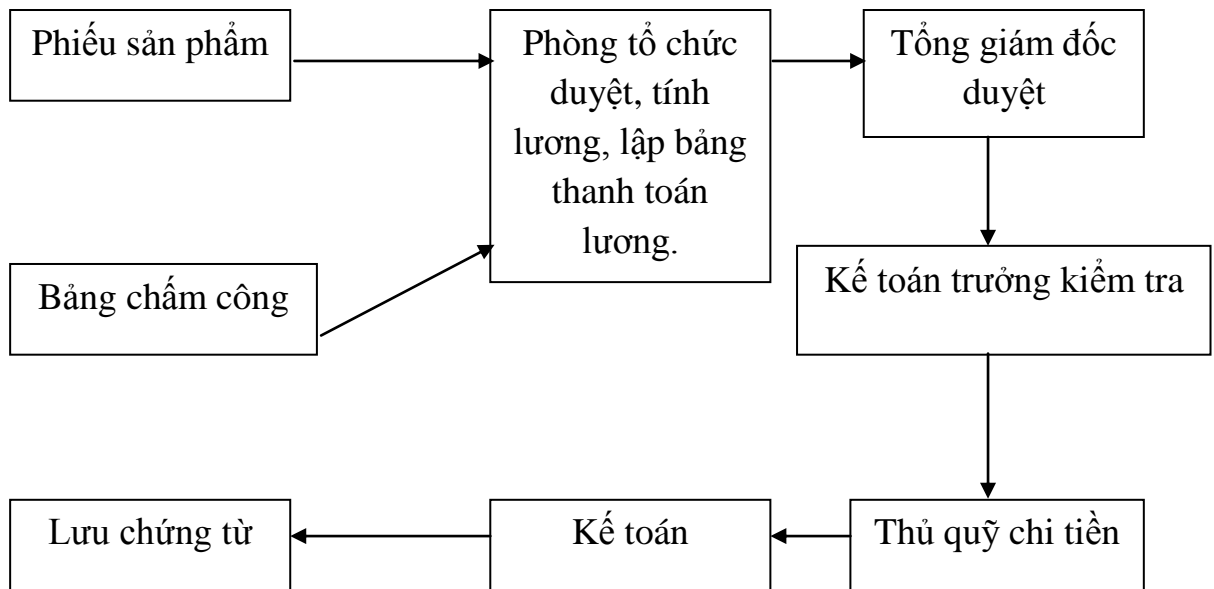 Phiếu sản phẩm
Phòng tổ chức
duyệt, tính
lương, lập bảng
thanh toán
lương.
Tổng giám đốc
duyệt
Bảng chấm công
Kế toán trưởng kiểm tra
Lưu chứng từ
Kế toán
Thủ quỹ chi tiền